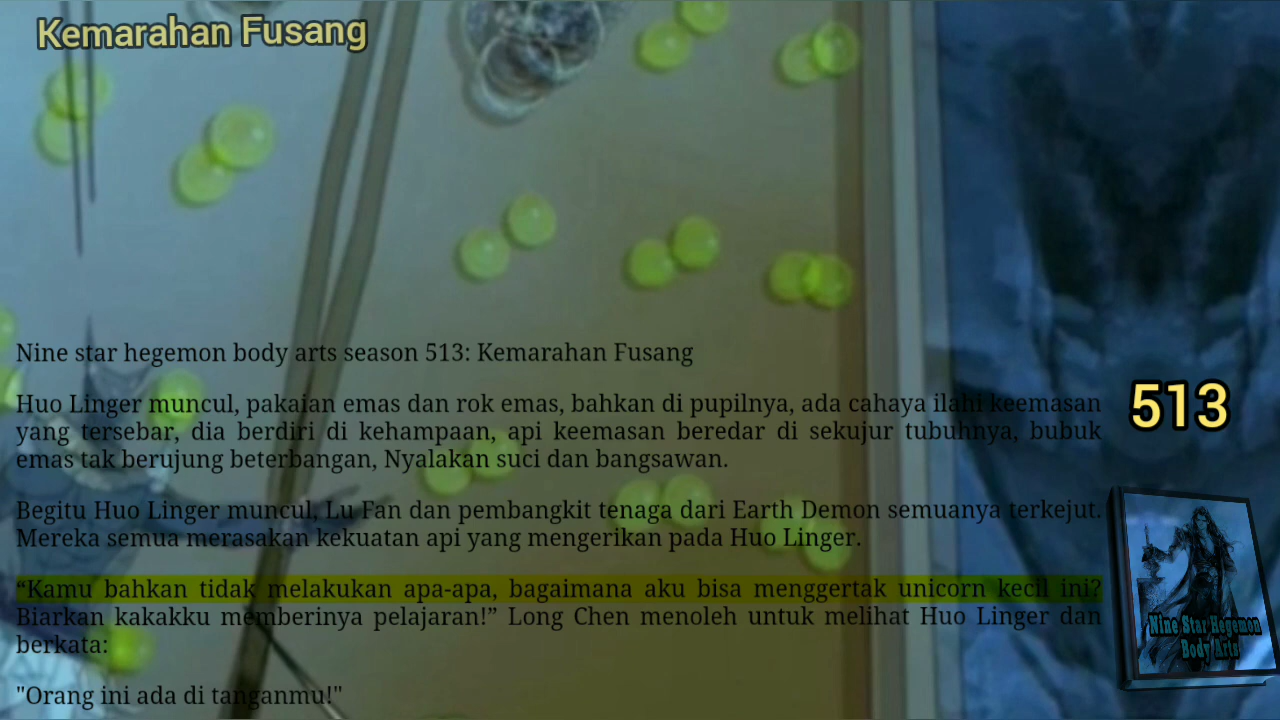 Kemarahan Fusang
Nine star hegemon body arts season 513: Kemarahan Fusang
Huo Linger muncul, pakaian emas dan rok emas, bahkan di pupilnya, ada cahaya ilahi keemasan
yang tersebar, dia berdiri di kehampaan, api keemasan beredar di sekujur tubuhnya, bubuk
emas tak berujung beterbangan, Nyalakan suci dan bangsawan.
Begitu Huo Linger muncul, Lu Fan dan pembangkit tenaga dari Earth Demon semuanya terkejut.
Mereka semua merasakan kekuatan api yang mengerikan pada Huo Linger.
“Kamu bahkan tidak melakukan apa-apa, bagaimana aku bisa menggertak unicorn kecil ini?
Biarkan kakakku memberinya pelajaran!” Long Chen menoleh untuk melihat Huo Linger dan
berkata:
"Orang ini ada di tanganmu!"
513
Nine Star Hegemon
Body Arts